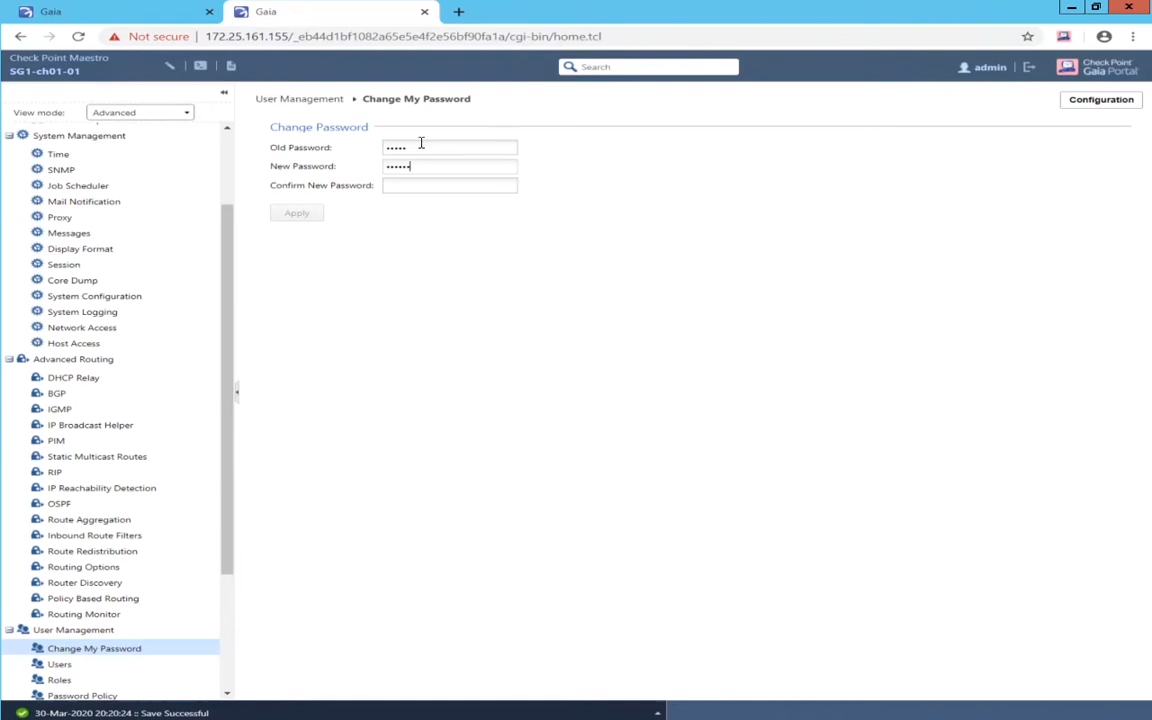 Gaia
Gaia
Not secure
172.25.161.155/_eb44d1bf1082a65e5e4f2e56bf90fa1a/cgi-bin/home.tcl
Check Point Maestro
SG1-ch01-01
Search
admin
Check Point
Gaia Portal
View mode:
Advanced
System Management
Time
SNMP
Job Scheduler
Mail Notification
Proxy
Messages
Display Format
Session
Core Dump
System Configuration
System Logging
Network Access
Host Access
Advanced Routing
DHCP Relay
BGP
IGMP
IP Broadcast Helper
PIM
Static Multicast Routes
RIP
IP Reachability Detection
OSPF
Route Aggregation
Inbound Route Filters
Route Redistribution
Routing Options
Router Discovery
Policy Based Routing
Routing Monitor
User Management
Change My Password
Users
Roles
Password Policy
User Management
Change My Password
Configuration
Change Password
Old Password: •••••
New Password: ••••••
Confirm New Password:
Apply
30-Mar-2020 20:20:24 :: Save Successful